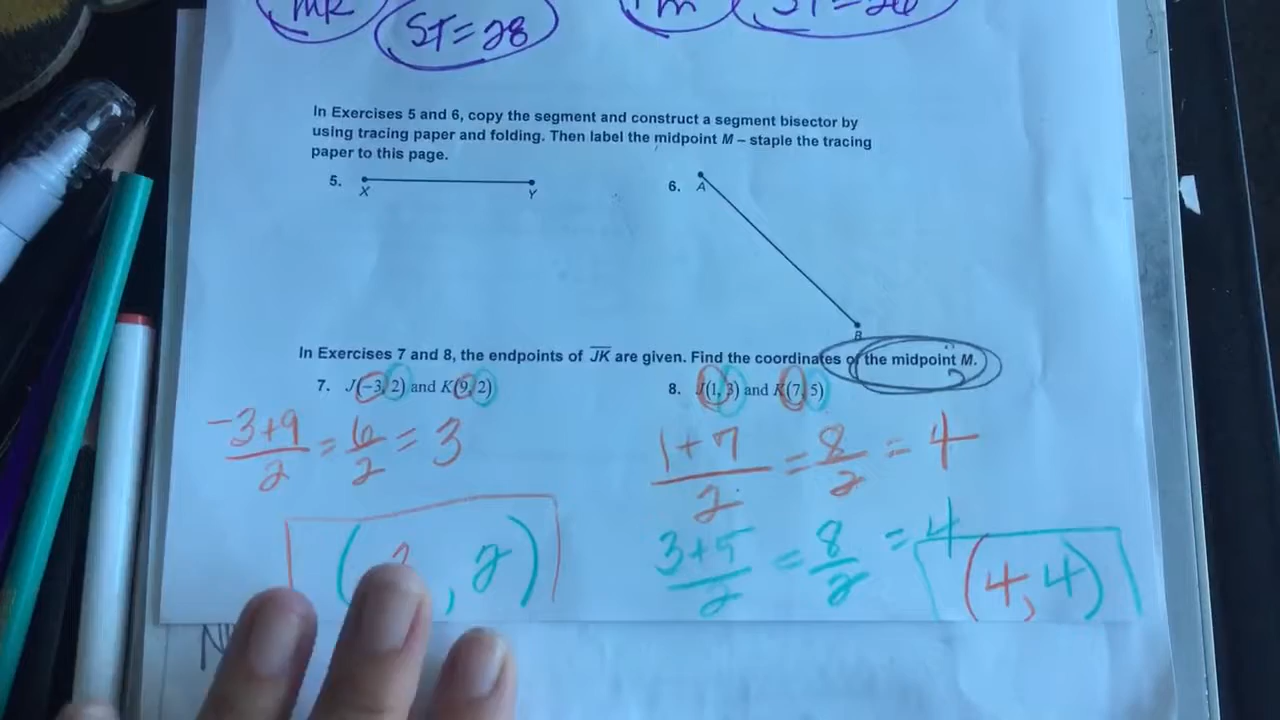 MR ST=28 M ST=26
In Exercises 5 and 6, copy the segment and construct a segment bisector by
using tracing paper and folding. Then label the midpoint M – staple the tracing
paper to this page.
5. X Y 6. A B
In Exercises 7 and 8, the endpoints of JK are given. Find the coordinates of the midpoint M.
7. J(-3, 2) and K(9, 2) 8. J(1, 3) and K(7, 5)
-3+9/2 = 6/2 = 3 1+7/2 = 8/2 = 4
3+5/2 = 8/2 = 4
( , 2) (4, 4)
N